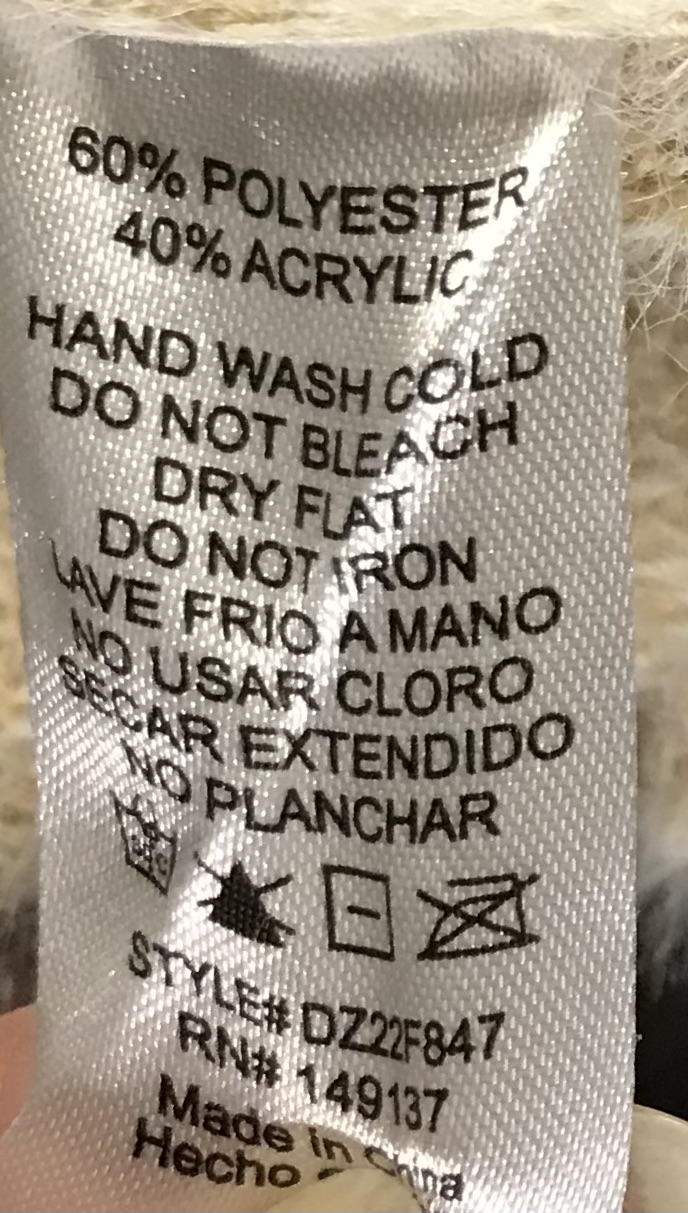 60% POLYESTER
40% ACRYLIC
HAND WASH COLD
DO NOT BLEACH
DRY FLAT
DO NOT IRON
LAVE FRIO A MANO
NO USAR CLORO
SECAR EXTENDIDO
NO PLANCHAR
STYLE# DZ22F847
RN# 149137
Made in China
Hecho